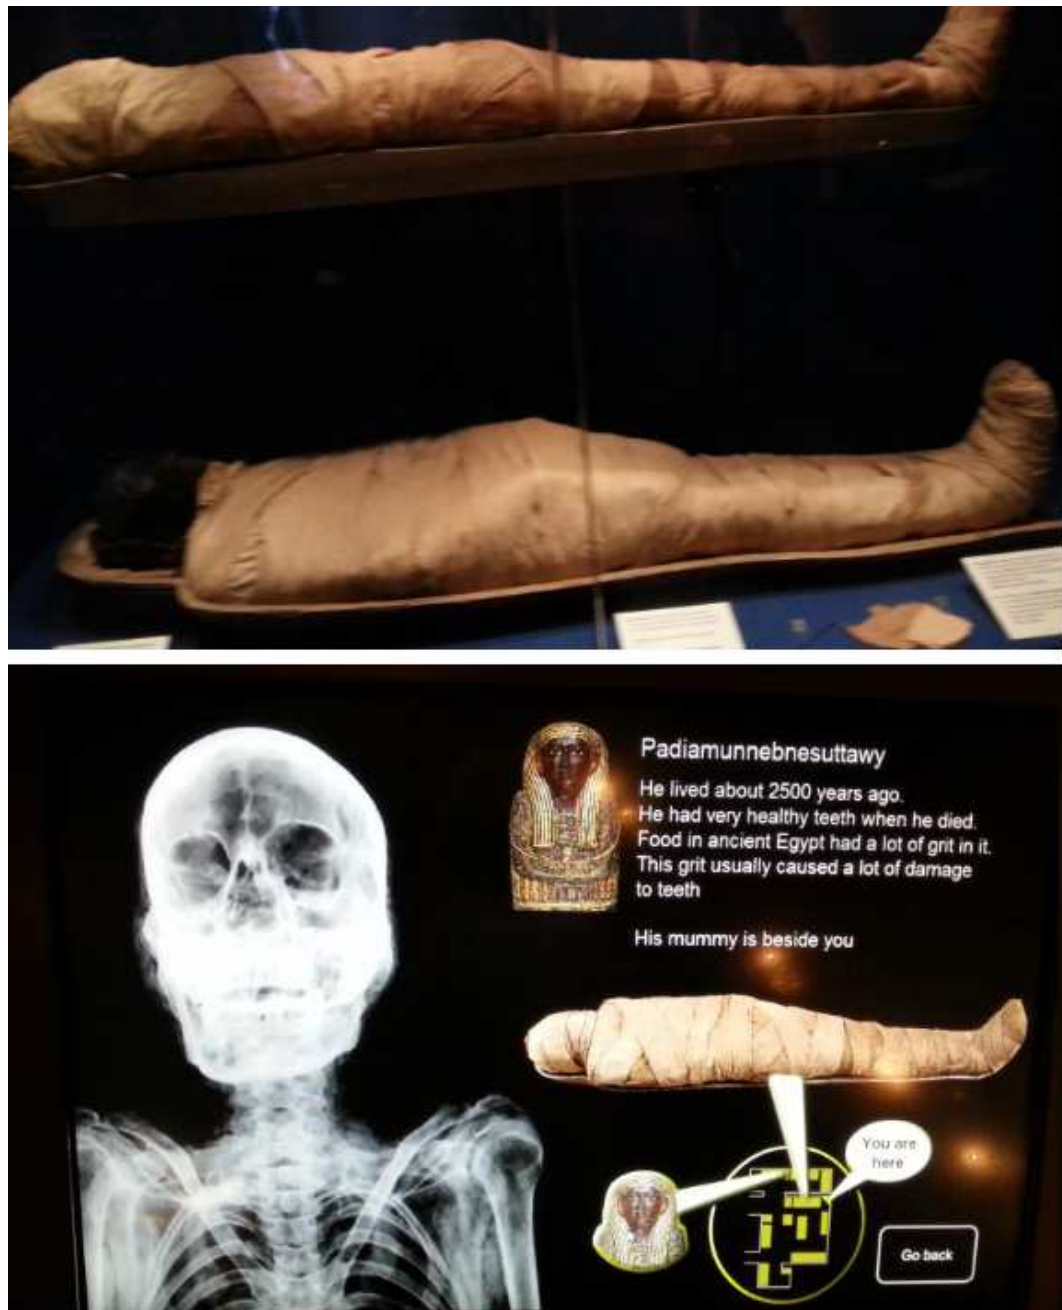 Padiamunnebnesuttawy
He lived about 2500 years ago.
He had very healthy teeth when he died.
Food in ancient Egypt had a lot of grit in it.
This grit usually caused a lot of damage
to teeth
His mummy is beside you
You are
here
Go back